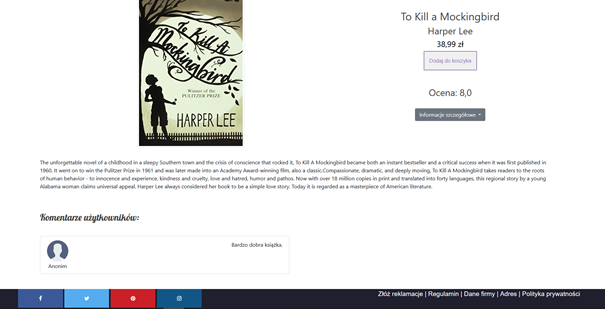 To Kill A
Mockingbird
Winner of the
PULITZER PRIZE
HARPER LEE
To Kill a Mockingbird
Harper Lee
38,99 zł
Dodaj do koszyka
Ocena: 8,0
Informacje szczegółowe
The unforgettable novel of a childhood in a sleepy Southern town and the crisis of conscience that rocked it, To Kill A Mockingbird became both an instant bestseller and a critical success when it was first published in
1960. It went on to win the Pulitzer Prize in 1961 and was later made into an Academy Award-winning film, also a classic.Compassionate, dramatic, and deeply moving, To Kill A Mockingbird takes readers to the roots
of human behavior - to innocence and experience, kindness and cruelty, love and hatred, humor and pathos. Now with over 18 million copies in print and translated into forty languages, this regional story by a young
Alabama woman claims universal appeal. Harper Lee always considered her book to be a simple love story. Today it is regarded as a masterpiece of American literature.
Komentarze użytkowników:
Bardzo dobra książka.
Anonim
Złóż reklamacje | Regulamin | Dane firmy | Adres | Polityka prywatności